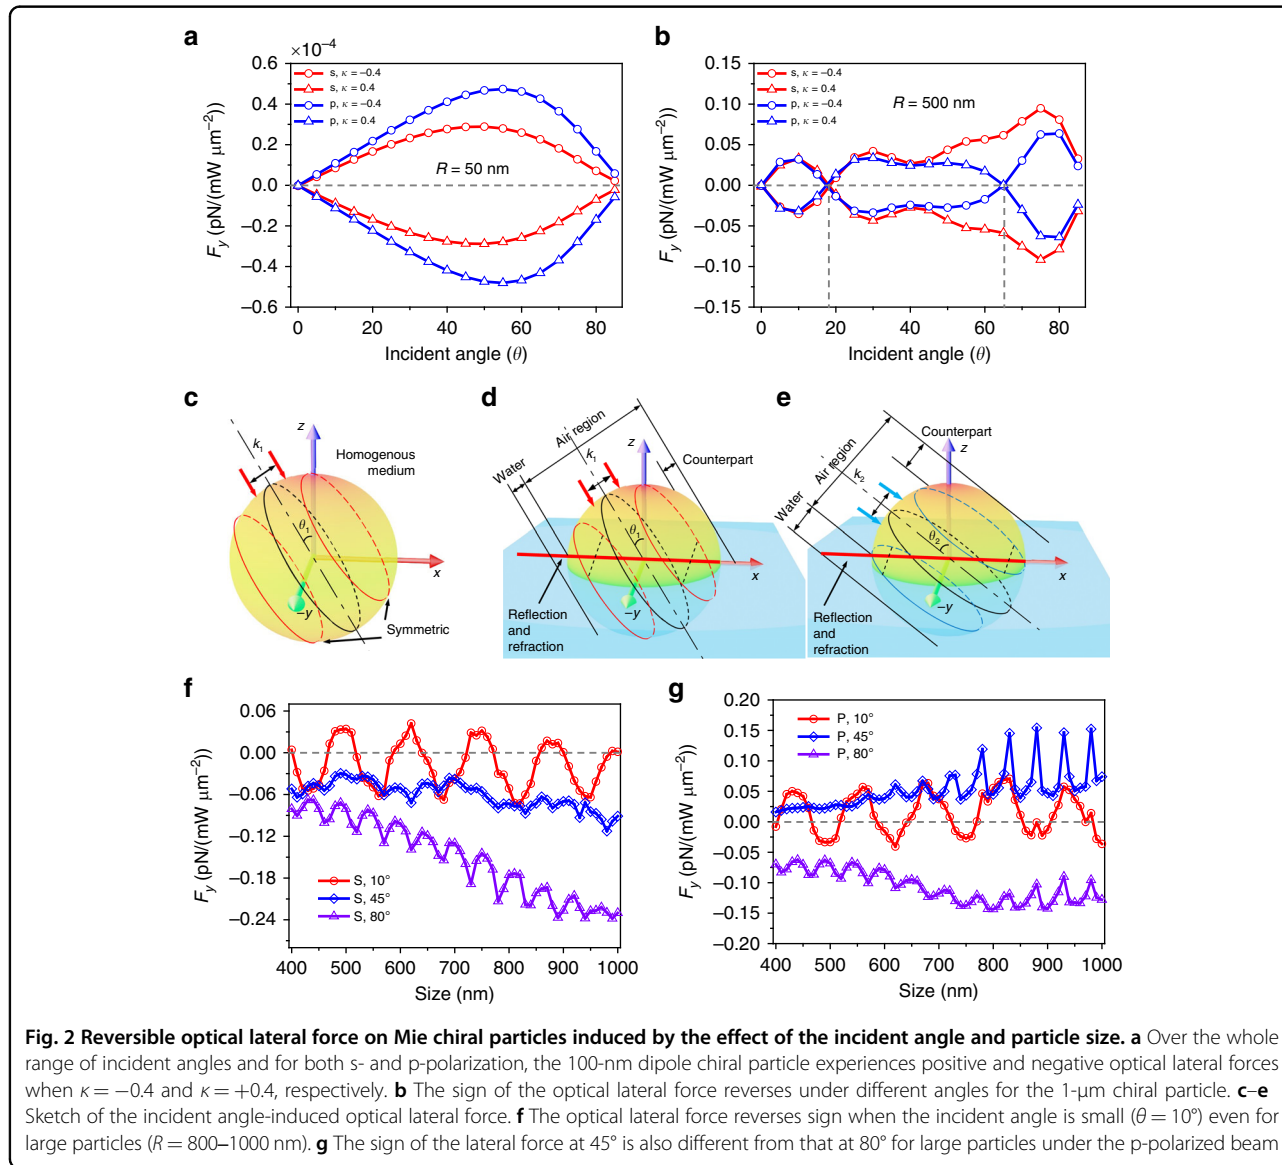 a
×10⁻⁴
0.6
0.4
0.2
0.0
−0.2
−0.4
−0.6
s, κ = −0.4
s, κ = 0.4
p, κ = −0.4
p, κ = 0.4
R = 50 nm
F_y (pN/(mW μm⁻²))
0 20 40 60 80
Incident angle (θ)
b
0.15
0.10
0.05
0.00
−0.05
−0.10
−0.15
s, κ = −0.4
s, κ = 0.4
p, κ = −0.4
p, κ = 0.4
R = 500 nm
F_y (pN/(mW μm⁻²))
0 20 40 60 80
Incident angle (θ)
c
k₁
z
Homogenous
medium
θ₁
x
−y
Symmetric
d
Water
Air region
k₁
z
Counterpart
θ₁
x
−y
Reflection
and
refraction
e
Water
Air region
k₂
Counterpart
z
θ₂
x
−y
Reflection
and
refraction
f
0.06
0.00
−0.06
−0.12
−0.18
−0.24
F_y (pN/(mW μm⁻²))
S, 10°
S, 45°
S, 80°
400 500 600 700 800 900 1000
Size (nm)
g
0.20
0.15
0.10
0.05
0.00
−0.05
−0.10
−0.15
−0.20
F_y (pN/(mW μm⁻²))
P, 10°
P, 45°
P, 80°
400 500 600 700 800 900 1000
Size (nm)
Fig. 2 Reversible optical lateral force on Mie chiral particles induced by the effect of the incident angle and particle size. a Over the whole
range of incident angles and for both s- and p-polarization, the 100-nm dipole chiral particle experiences positive and negative optical lateral forces
when κ = −0.4 and κ = +0.4, respectively. b The sign of the optical lateral force reverses under different angles for the 1-μm chiral particle. c–e
Sketch of the incident angle-induced optical lateral force. f The optical lateral force reverses sign when the incident angle is small (θ = 10°) even for
large particles (R = 800–1000 nm). g The sign of the lateral force at 45° is also different from that at 80° for large particles under the p-polarized beam